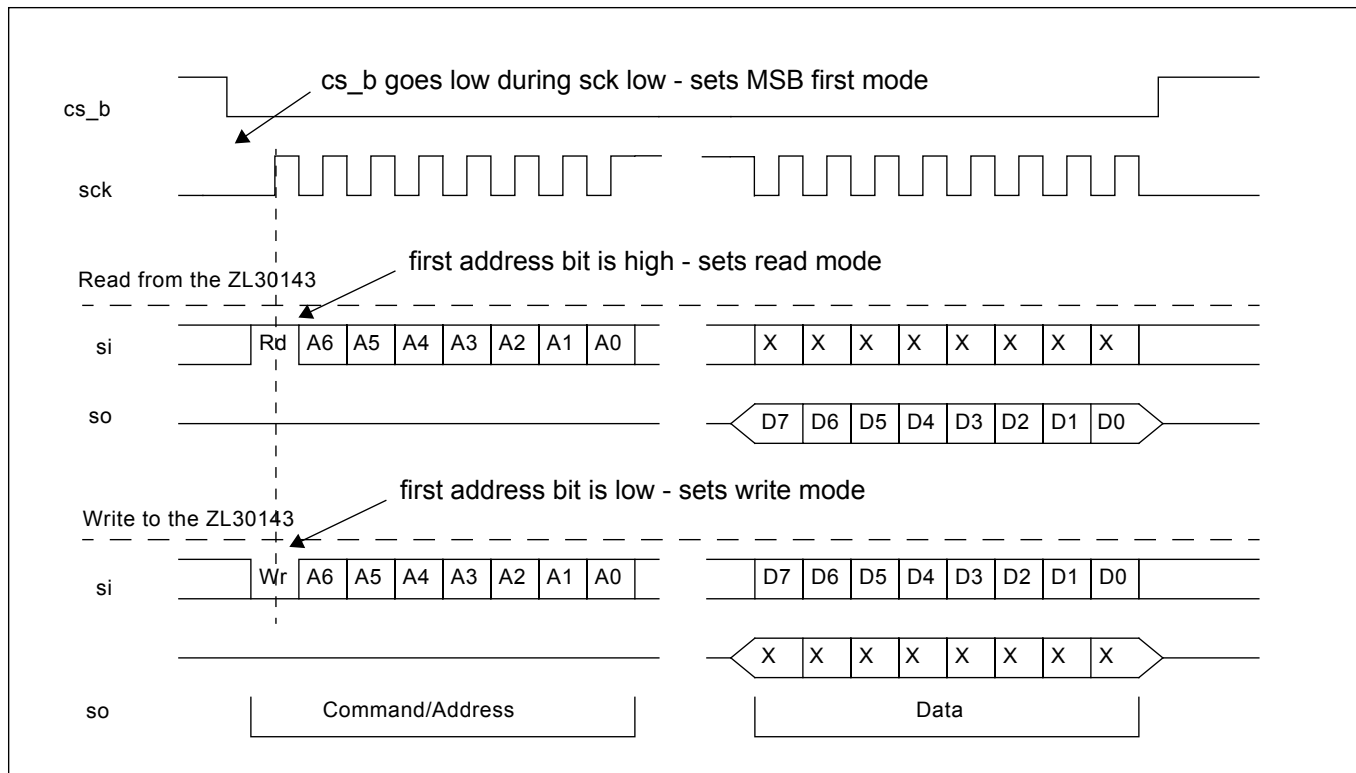 cs_b goes low during sck low - sets MSB first mode
cs_b
sck
first address bit is high - sets read mode
Read from the ZL30143
si Rd A6 A5 A4 A3 A2 A1 A0 X X X X X X X X
so D7 D6 D5 D4 D3 D2 D1 D0
first address bit is low - sets write mode
Write to the ZL30143
si Wr A6 A5 A4 A3 A2 A1 A0 D7 D6 D5 D4 D3 D2 D1 D0
X X X X X X X X
so Command/Address Data